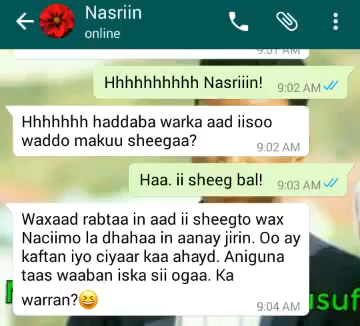 Nasriin
online
9:01 AM
Hhhhhhhhhh Nasriiin!
9:02 AM
Hhhhhhh haddaba warka aad iisoo
waddo makuu sheegaa?
9:02 AM
Haa. ii sheeg bal!
9:03 AM
Waxaad rabtaa in aad ii sheegto wax
Naciimo la dhahaa in aanay jirin. Oo ay
kaftan iyo ciyaar kaa ahayd. Aniguna
taas waaban iska sii ogaa. Ka
warran?😆
9:04 AM
usuf